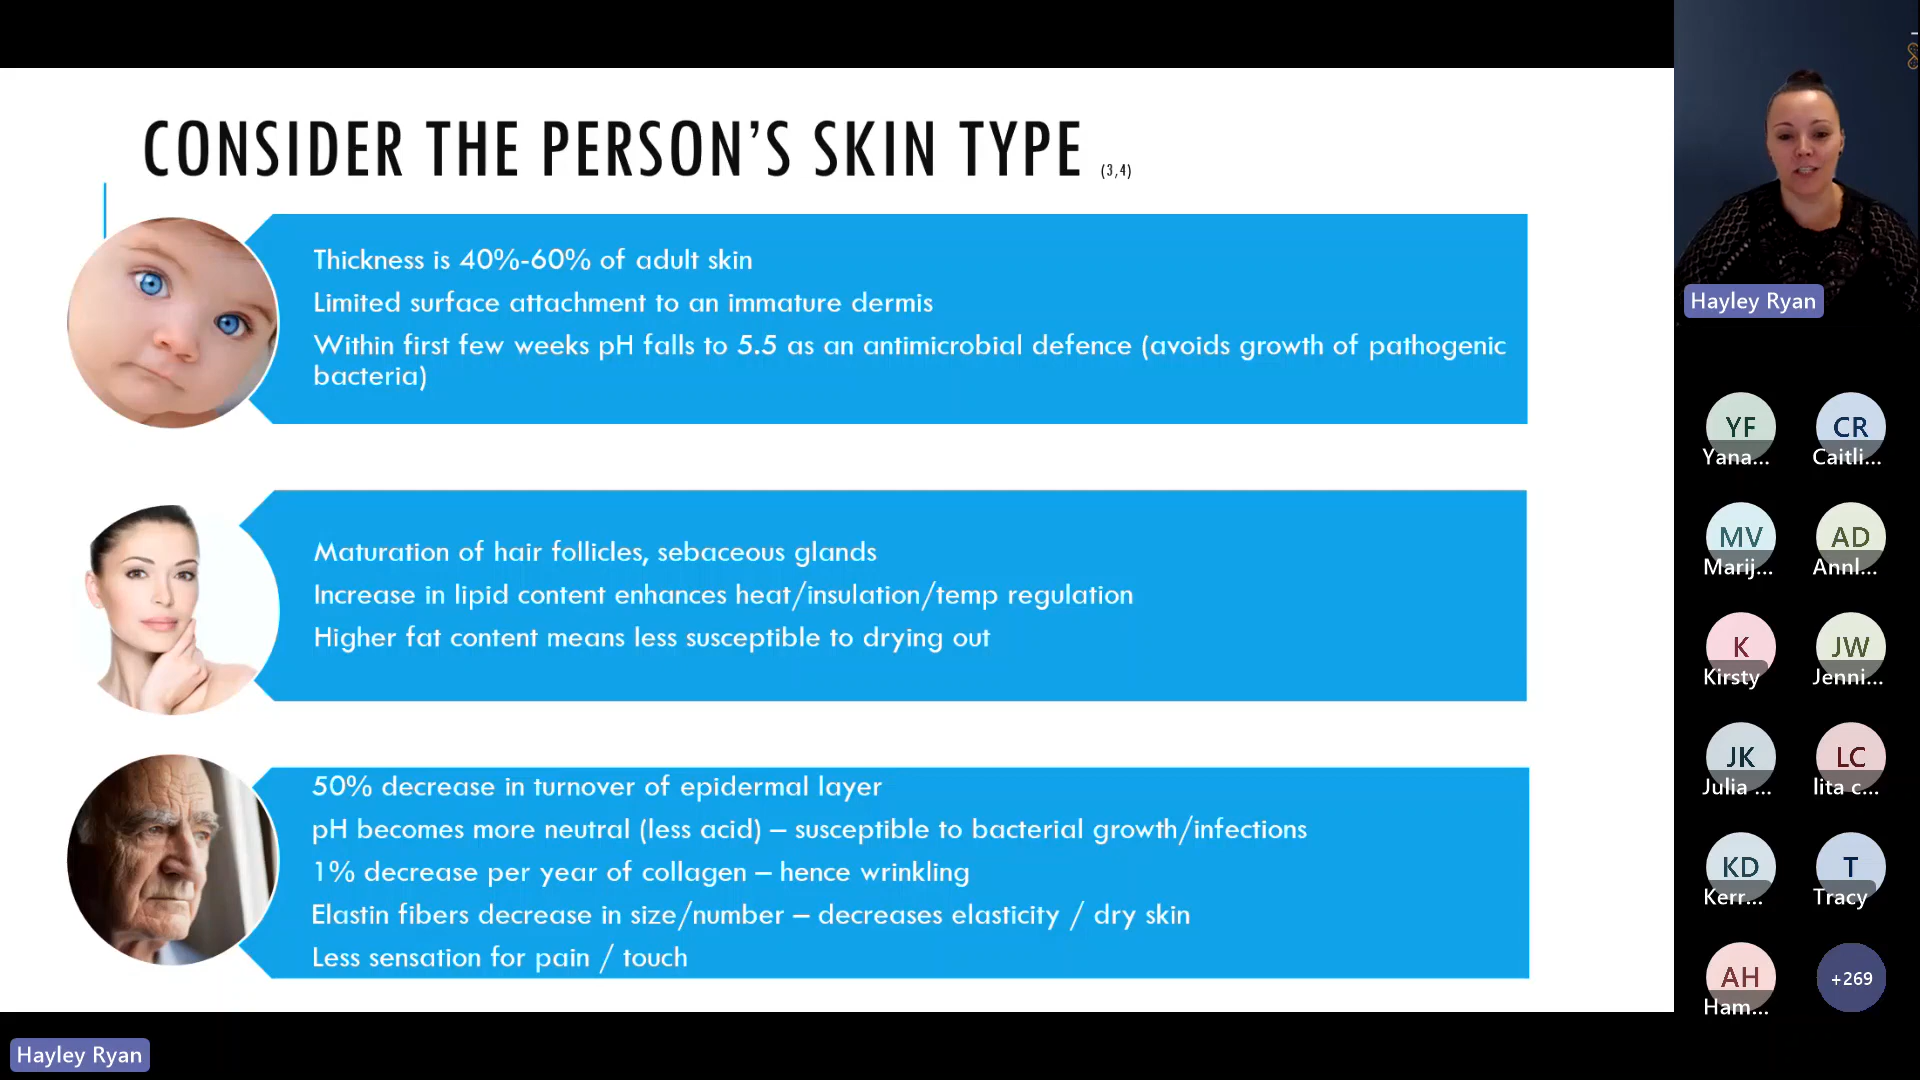 CONSIDER THE PERSON'S SKIN TYPE (3,4)
Thickness is 40%-60% of adult skin
Limited surface attachment to an immature dermis
Within first few weeks pH falls to 5.5 as an antimicrobial defence (avoids growth of pathogenic
bacteria)
Maturation of hair follicles, sebaceous glands
Increase in lipid content enhances heat/insulation/temp regulation
Higher fat content means less susceptible to drying out
50% decrease in turnover of epidermal layer
pH becomes more neutral (less acid) – susceptible to bacterial growth/infections
1% decrease per year of collagen – hence wrinkling
Elastin fibers decrease in size/number – decreases elasticity / dry skin
Less sensation for pain / touch
Hayley Ryan
YF CR
Yana... Caitli...
MV AD
Marij... Annl...
K JW
Kirsty Jenni...
JK LC
Julia ... lita c...
KD T
Kerr... Tracy
AH +269
Ham...
Hayley Ryan